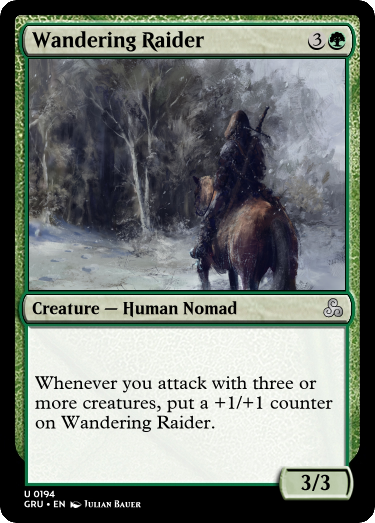 Wandering Raider 3
Creature — Human Nomad
Whenever you attack with three or
more creatures, put a +1/+1 counter
on Wandering Raider.
3/3
U 0194
GRU • EN Julian Bauer